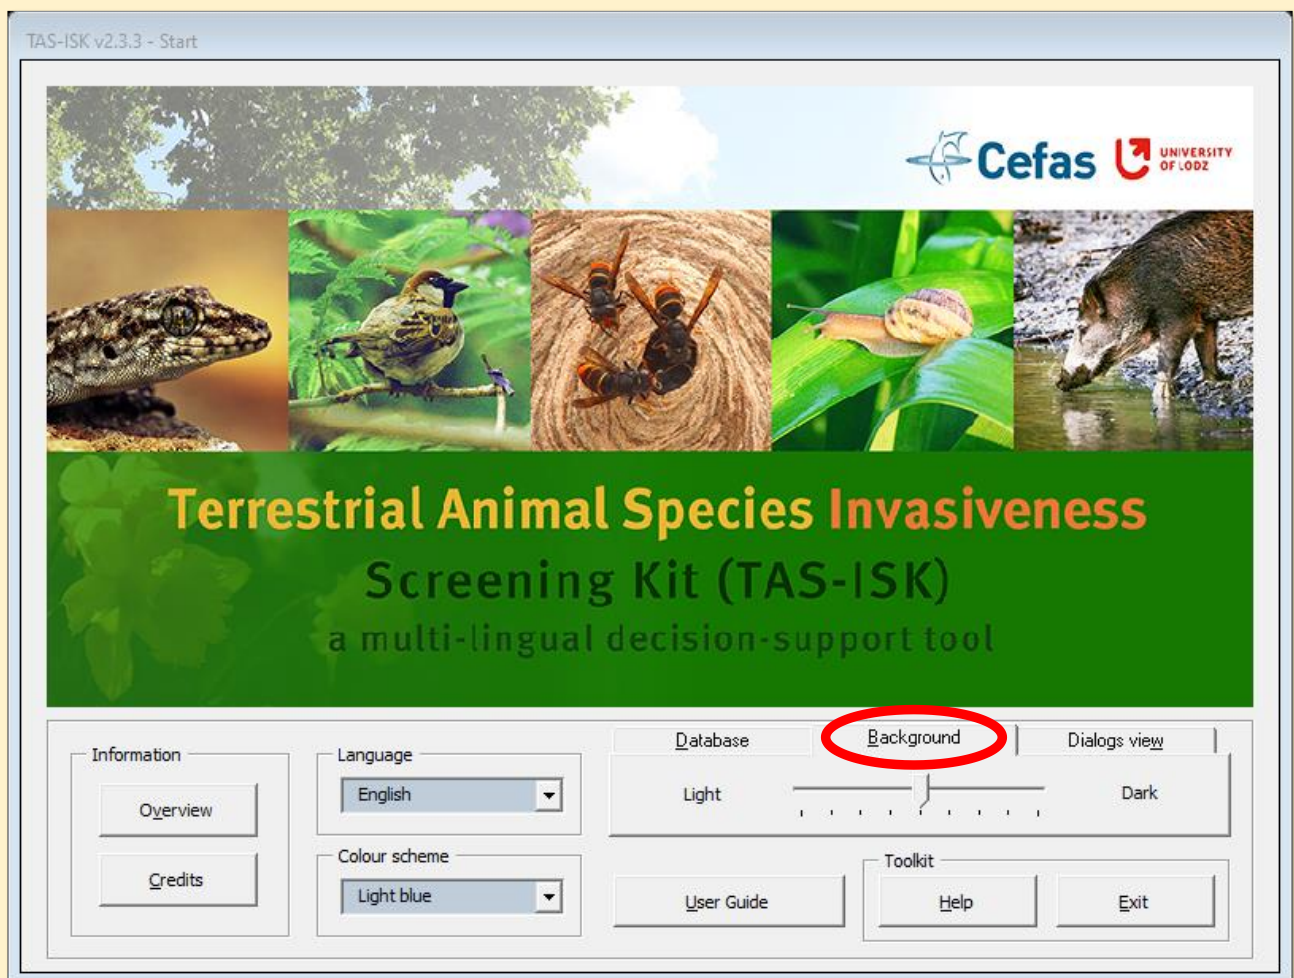 TAS-ISK v2.3.3 - Start
Cefas
UNIVERSITY
OF LODZ
Terrestrial Animal Species Invasiveness
Screening Kit (TAS-ISK)
a multi-lingual decision-support tool
Information
Overview
Credits
Language
English
Colour scheme
Light blue
Database
Background
Dialogs view
Light
Dark
User Guide
Toolkit
Help
Exit